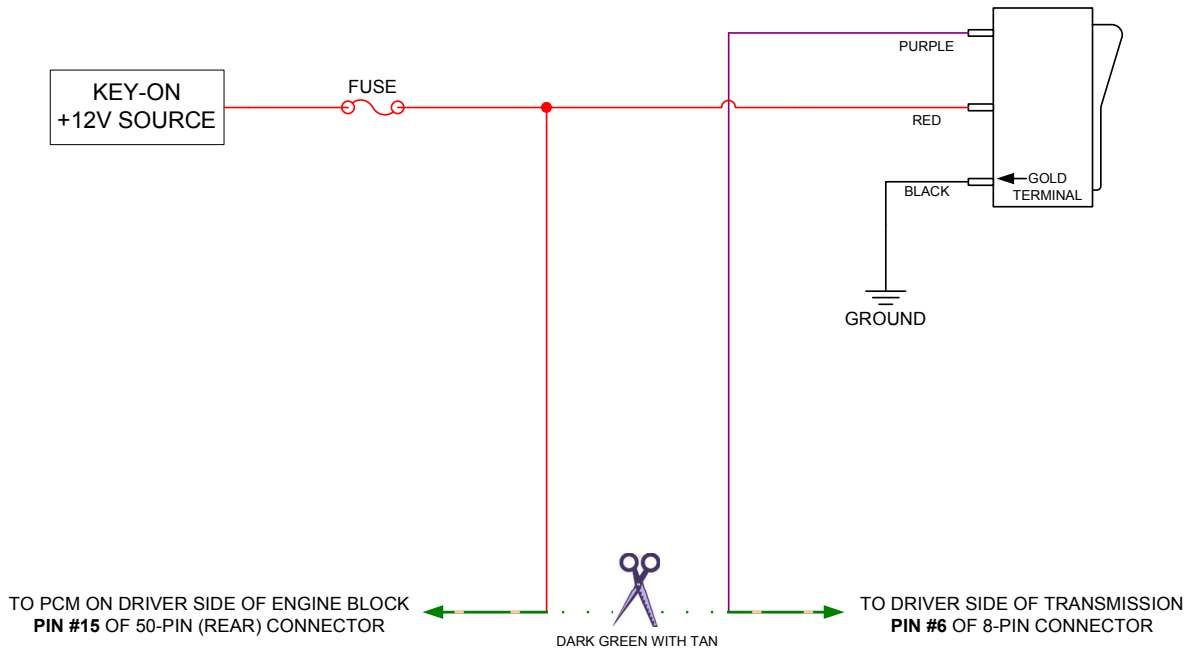 PURPLE
KEY-ON
+12V SOURCE
FUSE
RED
GOLD
TERMINAL
BLACK
GROUND
TO PCM ON DRIVER SIDE OF ENGINE BLOCK
PIN #15 OF 50-PIN (REAR) CONNECTOR
DARK GREEN WITH TAN
TO DRIVER SIDE OF TRANSMISSION
PIN #6 OF 8-PIN CONNECTOR